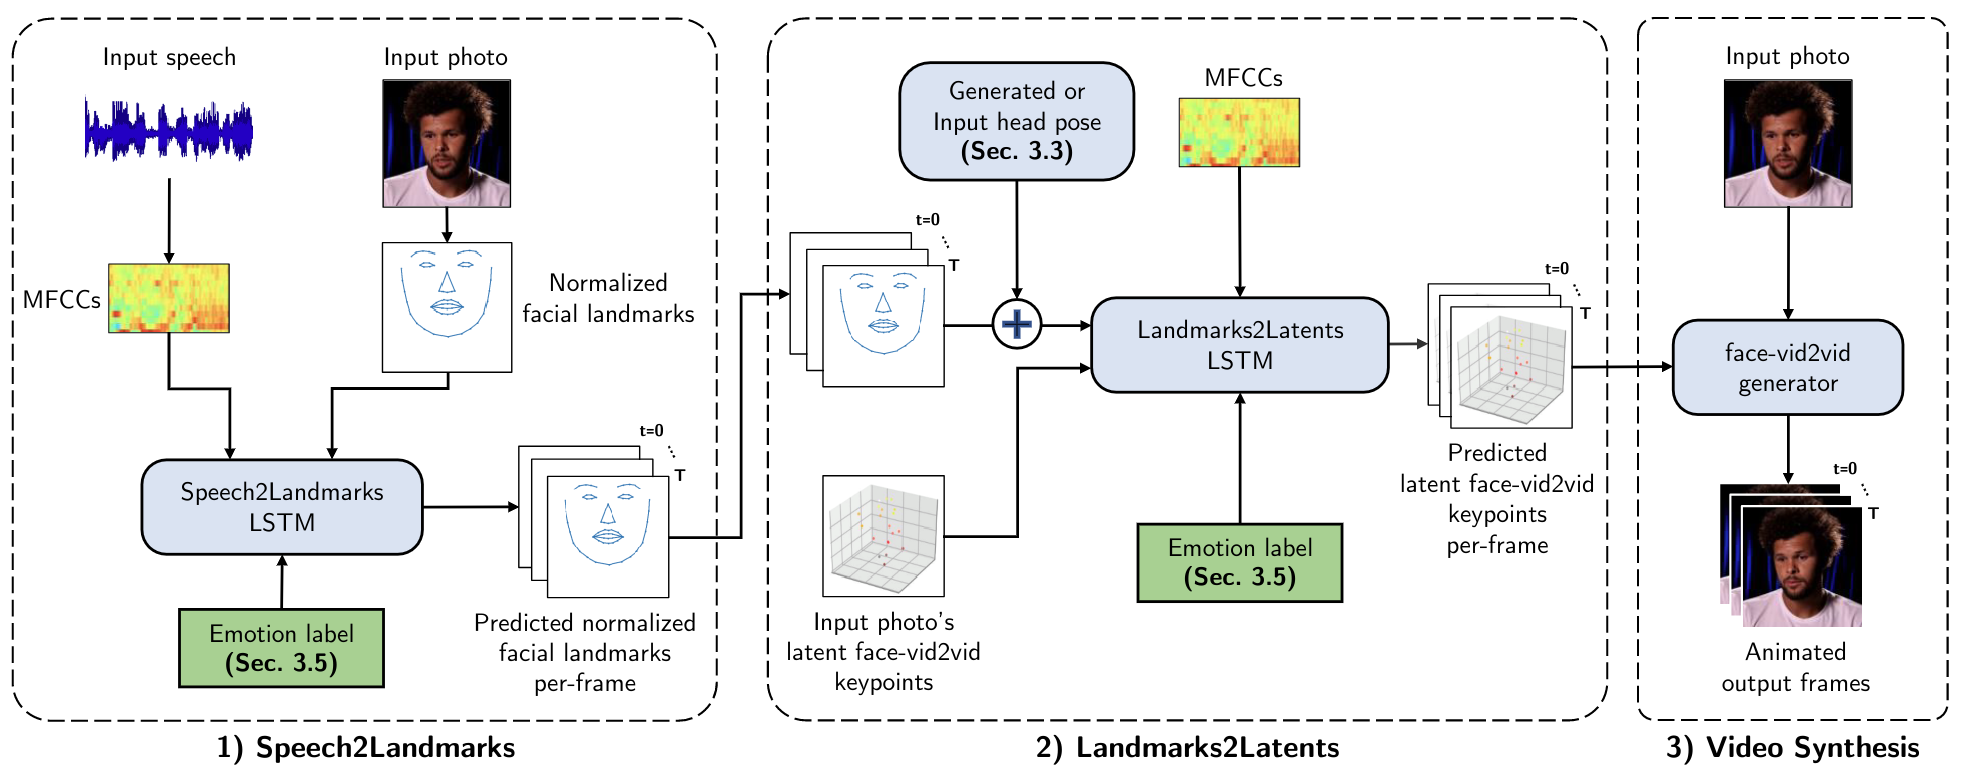 Input speech
Input photo
MFCCs
Normalized
facial landmarks
Speech2Landmarks
LSTM
t=0
T
Emotion label
(Sec. 3.5)
Predicted normalized
facial landmarks
per-frame
1) Speech2Landmarks
Generated or
Input head pose
(Sec. 3.3)
MFCCs
t=0
T
Landmarks2Latents
LSTM
t=0
T
Input photo's
latent face-vid2vid
keypoints
Emotion label
(Sec. 3.5)
Predicted
latent face-vid2vid
keypoints
per-frame
2) Landmarks2Latents
Input photo
face-vid2vid
generator
t=0
T
Animated
output frames
3) Video Synthesis